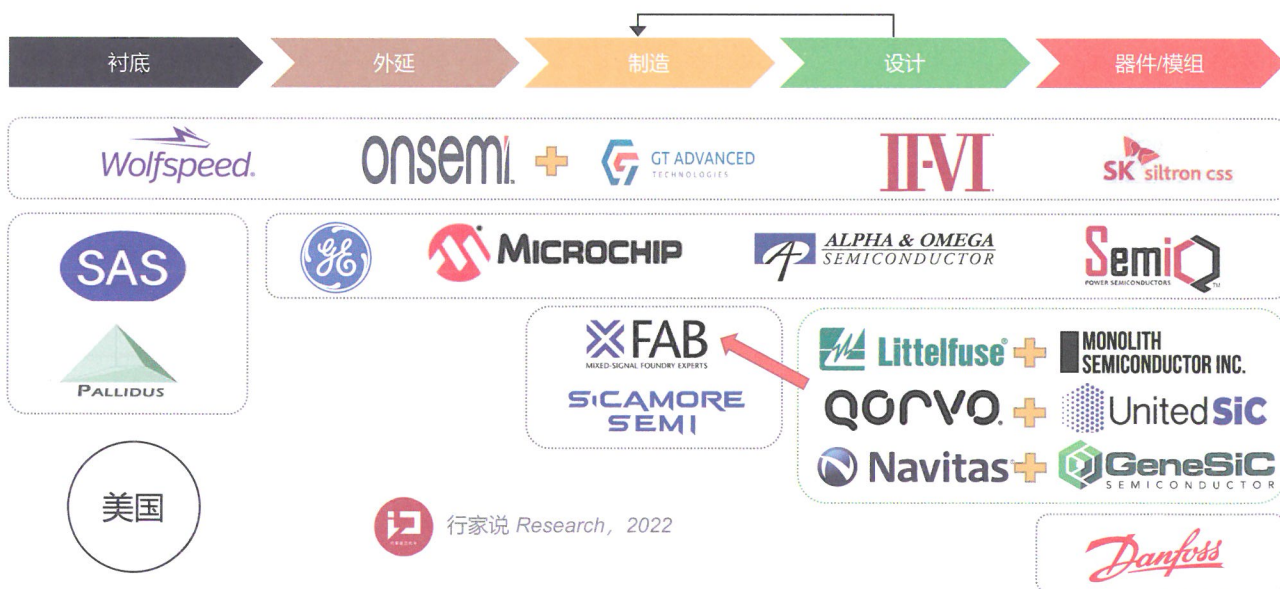 衬底
外延
制造
设计
器件/模组
Wolfspeed.
onsemi.
GT ADVANCED
TECHNOLOGIES
II-VI
SK siltron css
SAS
PALLIDUS
GE
MICROCHIP
ALPHA & OMEGA
SEMICONDUCTOR
SemiQ™
POWER SEMICONDUCTORS
XFAB
MIXED-SIGNAL FOUNDRY EXPERTS
SiCAMORE
SEMI
Littelfuse®
MONOLITH
SEMICONDUCTOR INC.
QORVO.
United SiC
Navitas
GeneSiC
SEMICONDUCTOR
美国
行家说 Research，2022
Danfoss